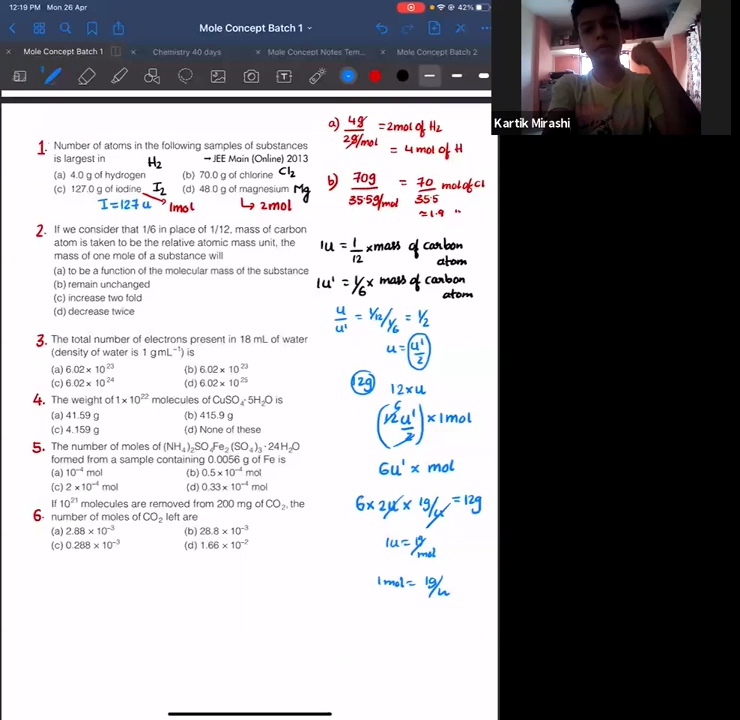 12:19 PM Mon 26 Apr
42%
Mole Concept Batch 1
Mole Concept Batch 1
Chemistry 40 days
Mole Concept Notes Tem...
Mole Concept Batch 2
Kartik Mirashi
1. Number of atoms in the following samples of substances
is largest in → JEE Main (Online) 2013
H2
(a) 4.0 g of hydrogen (b) 70.0 g of chlorine Cl2
(c) 127.0 g of iodine I2 (d) 48.0 g of magnesium Mg
I = 127 u 1mol ↳ 2mol
2. If we consider that 1/6 in place of 1/12, mass of carbon
atom is taken to be the relative atomic mass unit, the
mass of one mole of a substance will
(a) to be a function of the molecular mass of the substance
(b) remain unchanged
(c) increase two fold
(d) decrease twice
3. The total number of electrons present in 18 mL of water
(density of water is 1 g mL⁻¹) is
(a) 6.02 × 10²³ (b) 6.02 × 10²³
(c) 6.02 × 10²⁴ (d) 6.02 × 10²⁵
4. The weight of 1 × 10²² molecules of CuSO₄·5H₂O is
(a) 41.59 g (b) 415.9 g
(c) 4.159 g (d) None of these
5. The number of moles of (NH₄)₂SO₄Fe₂(SO₄)₃·24H₂O
formed from a sample containing 0.0056 g of Fe is
(a) 10⁻⁴ mol (b) 0.5 × 10⁻⁴ mol
(c) 2 × 10⁻⁴ mol (d) 0.33 × 10⁻⁴ mol
6. If 10²¹ molecules are removed from 200 mg of CO₂, the
number of moles of CO₂ left are
(a) 2.88 × 10⁻³ (b) 28.8 × 10⁻³
(c) 0.288 × 10⁻³ (d) 1.66 × 10⁻²
a) 4g / 2g/mol = 2mol of H2
= 4 mol of H
b) 70g / 35.5g/mol = 70 / 35.5 mol of Cl
≈ 1.9 "
1u = 1/12 × mass of carbon
atom
1u' = 1/6 × mass of carbon
atom
u/u' = 1/12 / 1/6 = 1/2
u = u'/2
12g 12 × u
(12 6 u'/2) × 1mol
6u' × mol
6 × 2u × 1g/u = 12g
1u = 1g/mol
1mol = 1g/u